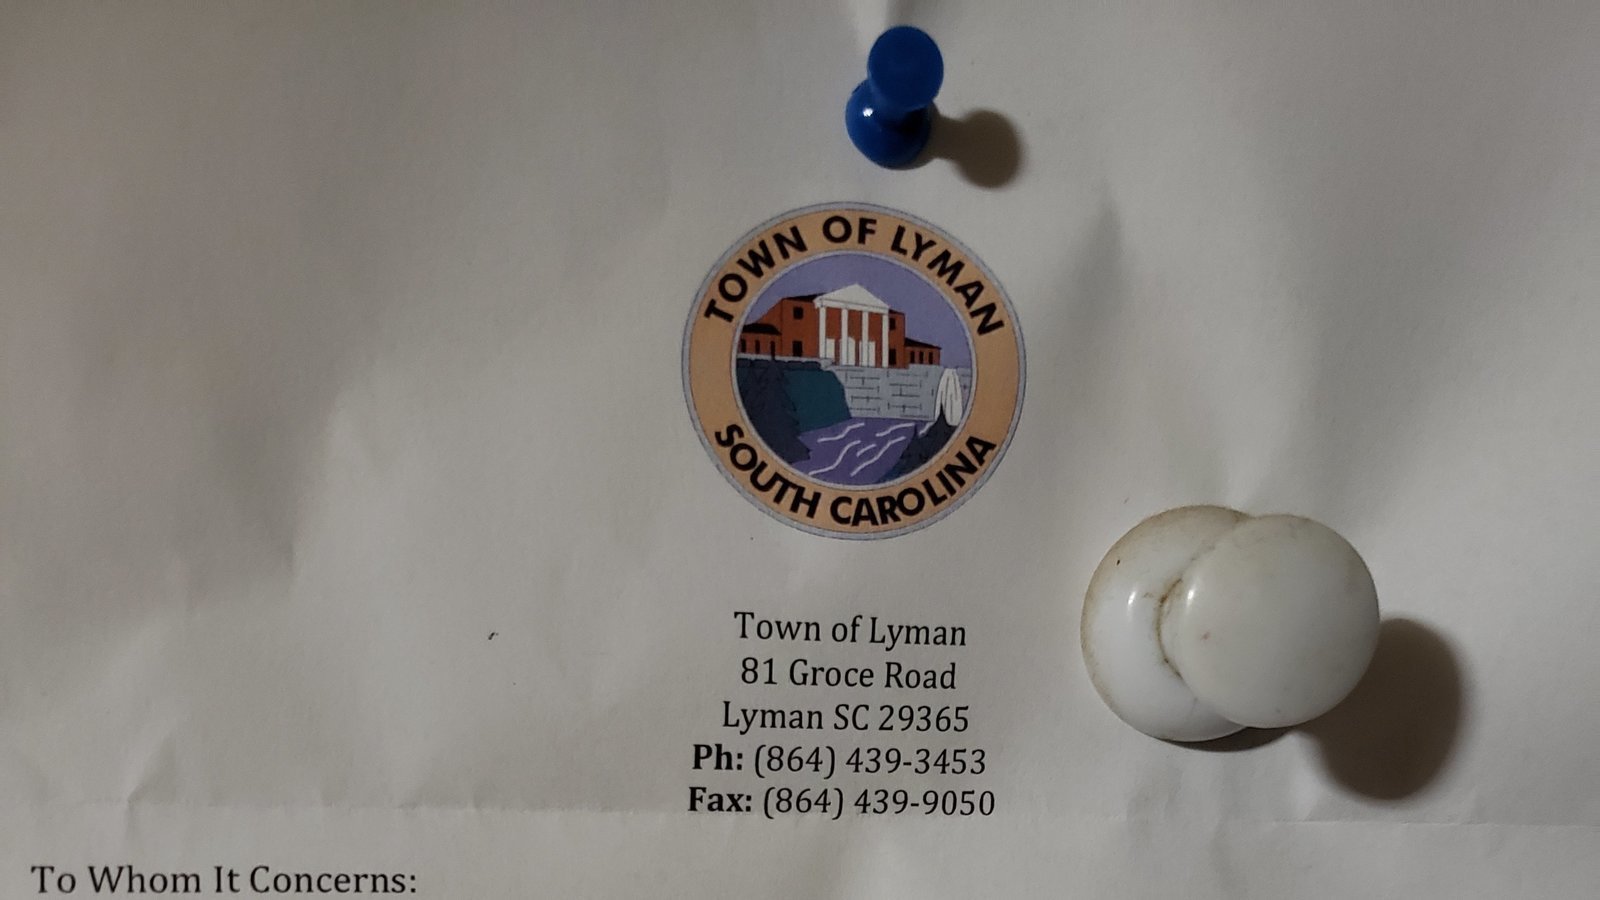 TOWN OF LYMAN
SOUTH CAROLINA
Town of Lyman
81 Groce Road
Lyman SC 29365
Ph: (864) 439-3453
Fax: (864) 439-9050
To Whom It Concerns: